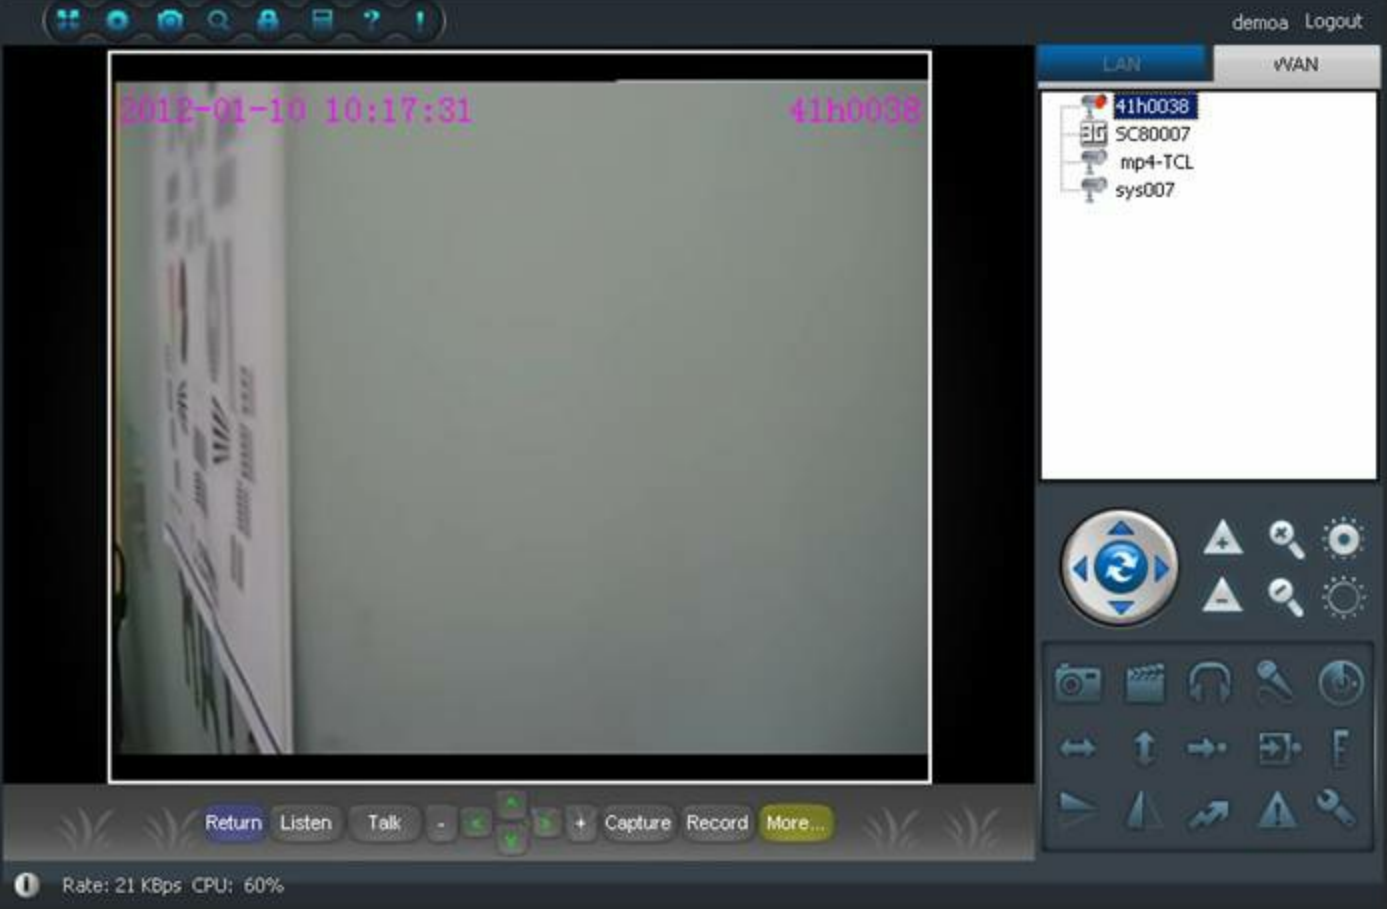 demoa Logout
LAN WAN
2012-01-10 10:17:31 41h0038
41h0038
SC80007
mp4-TCL
sys007
Return Listen Talk - + Capture Record More...
Rate: 21 KBps CPU: 60%